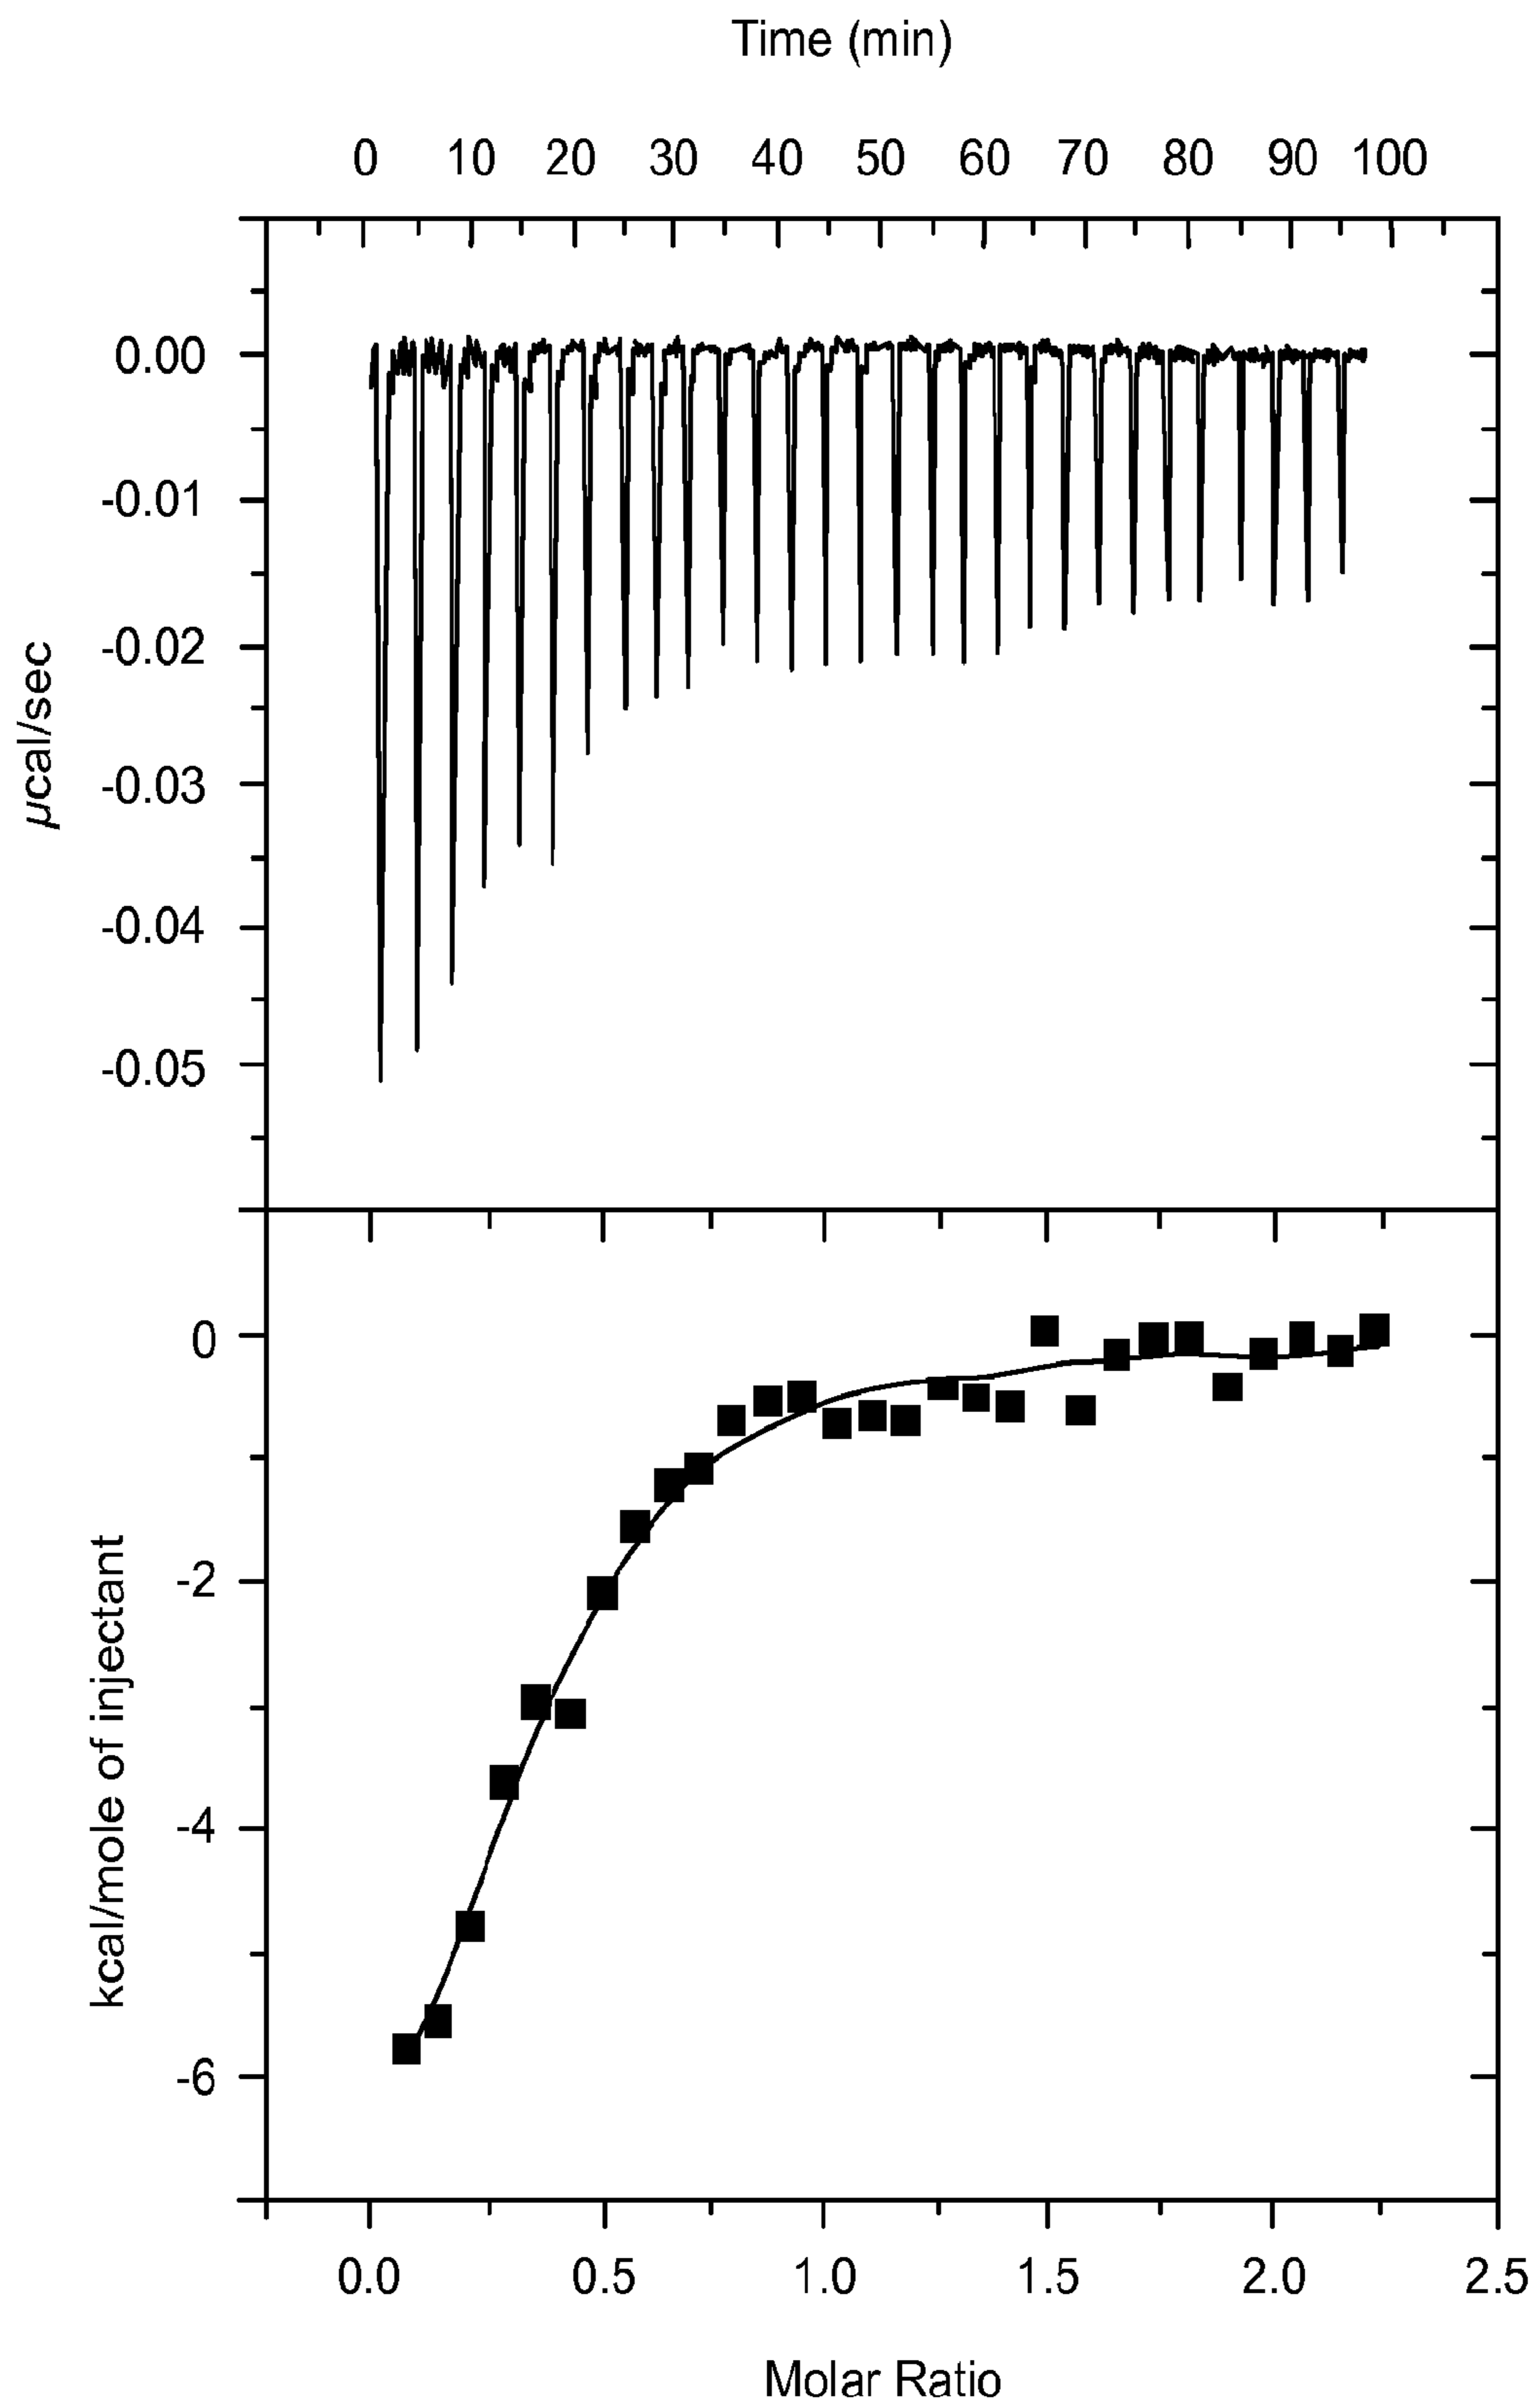 Time (min)
0 10 20 30 40 50 60 70 80 90 100
0.00
-0.01
-0.02
-0.03
-0.04
-0.05
µcal/sec
0
-2
-4
-6
kcal/mole of injectant
0.0 0.5 1.0 1.5 2.0 2.5
Molar Ratio